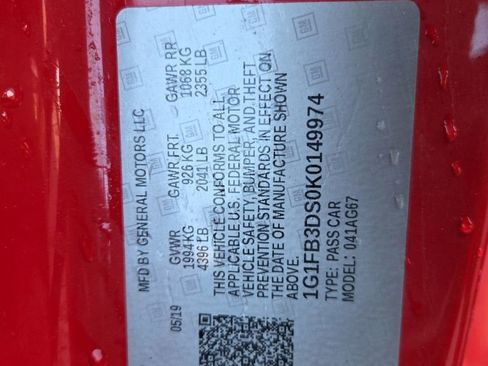 MFD BY GENERAL MOTORS LLC
05/19
GVWR GAWR FRT. GAWR RR
1994KG 926 KG 1068 KG
4396 LB 2041 LB 2355 LB
THIS VEHICLE CONFORMS TO ALL
APPLICABLE U.S. FEDERAL MOTOR
VEHICLE SAFETY, BUMPER, AND THEFT
PREVENTION STANDARDS IN EFFECT ON
THE DATE OF MANUFACTURE SHOWN
ABOVE.
1G1FB3DS0K0149974
TYPE: PASS CAR
MODEL: 041AG67